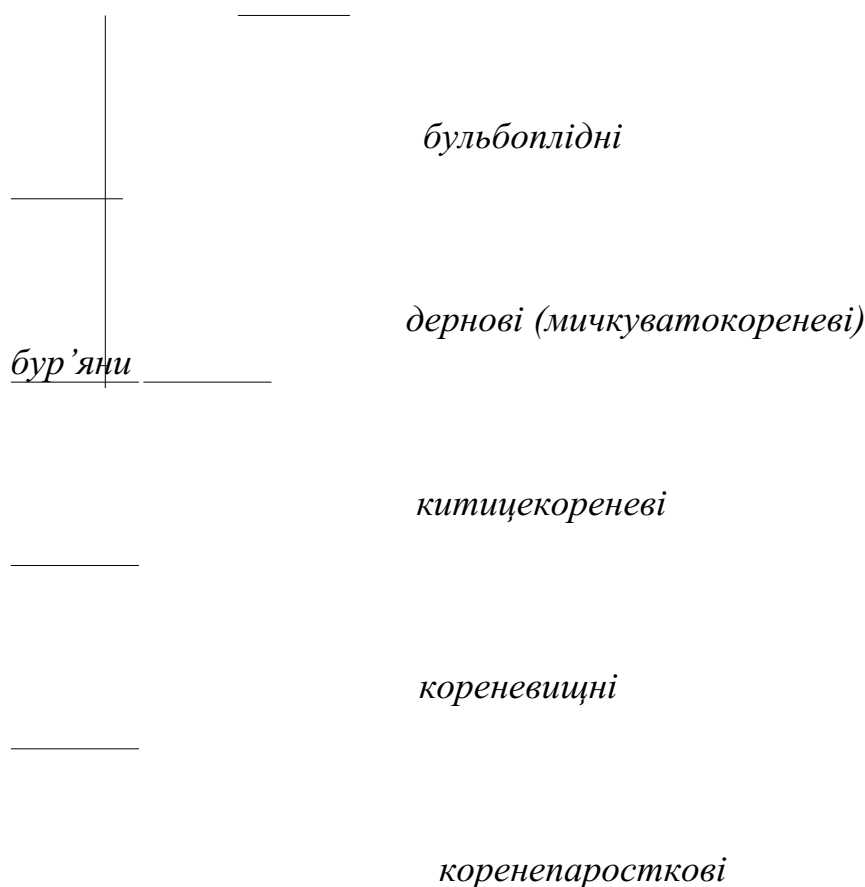 бульбоплідні
дернові (мичкуватокореневі)
бур’яни
китицекореневі
кореневищні
коренепаросткові